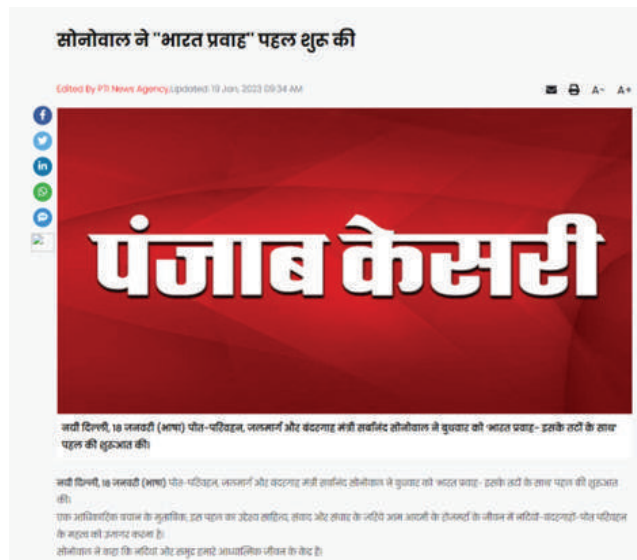 सोनोवाल ने "भारत प्रवाह" पहल शुरू की
Edited By PTI News Agency,Updated: 19 Jan, 2023 09:34 AM
A- A+
पंजाब केसरी
नयी दिल्ली, 18 जनवरी (भाषा) पोत-परिवहन, जलमार्ग और बंदरगाह मंत्री सर्बानंद सोनोवाल ने बुधवार को ‘भारत प्रवाह- इसके तटों के साथ’
पहल की शुरुआत की।
नयी दिल्ली, 18 जनवरी (भाषा) पोत-परिवहन, जलमार्ग और बंदरगाह मंत्री सर्बानंद सोनोवाल ने बुधवार को ‘भारत प्रवाह- इसके तटों के साथ’ पहल की शुरुआत
की।
एक आधिकारिक बयान के मुताबिक, इस पहल का उद्देश्य साहित्य, संवाद और संचार के जरिये आम आदमी के रोजमर्रा के जीवन में नदियों-बंदरगाहों-पोत परिवहन
के महत्व को उजागर करना है।
सोनोवाल ने कहा कि नदियां और समुद्र हमारे आध्यात्मिक जीवन के केंद्र हैं।